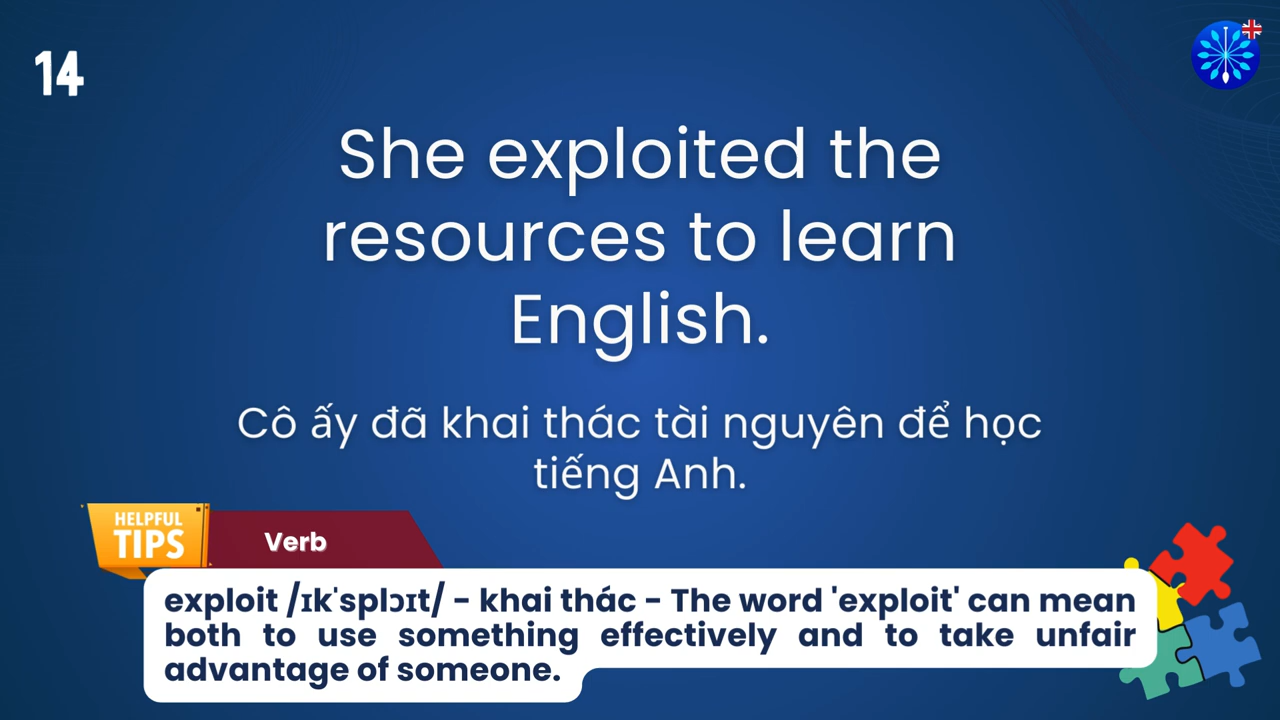 14
She exploited the
resources to learn
English.
Cô ấy đã khai thác tài nguyên để học
tiếng Anh.
HELPFUL
TIPS
Verb
exploit /ɪkˈsplɔɪt/ - khai thác - The word 'exploit' can mean
both to use something effectively and to take unfair
advantage of someone.